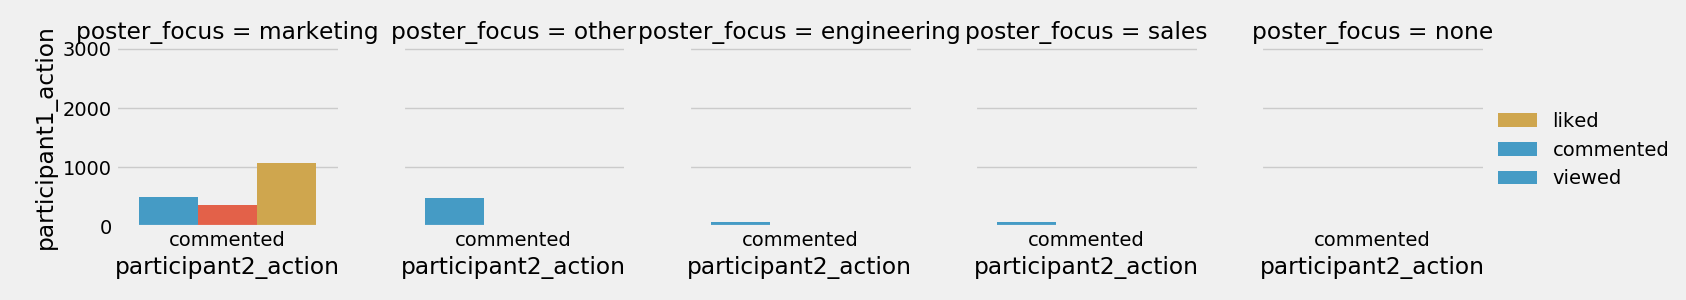 poster_focus = marketing
poster_focus = other
poster_focus = engineering
poster_focus = sales
poster_focus = none
participant1_action
3000
2000
1000
0
commented
commented
commented
commented
commented
participant2_action
participant2_action
participant2_action
participant2_action
participant2_action
liked
commented
viewed